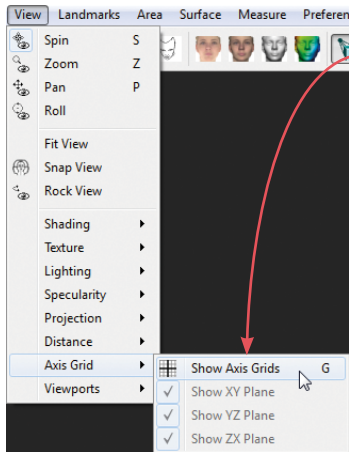 View Landmarks Area Surface Measure Preferen
Spin S
Zoom Z
Pan P
Roll
Fit View
Snap View
Rock View
Shading
Texture
Lighting
Specularity
Projection
Distance
Axis Grid
Viewports
Show Axis Grids G
Show XY Plane
Show YZ Plane
Show ZX Plane